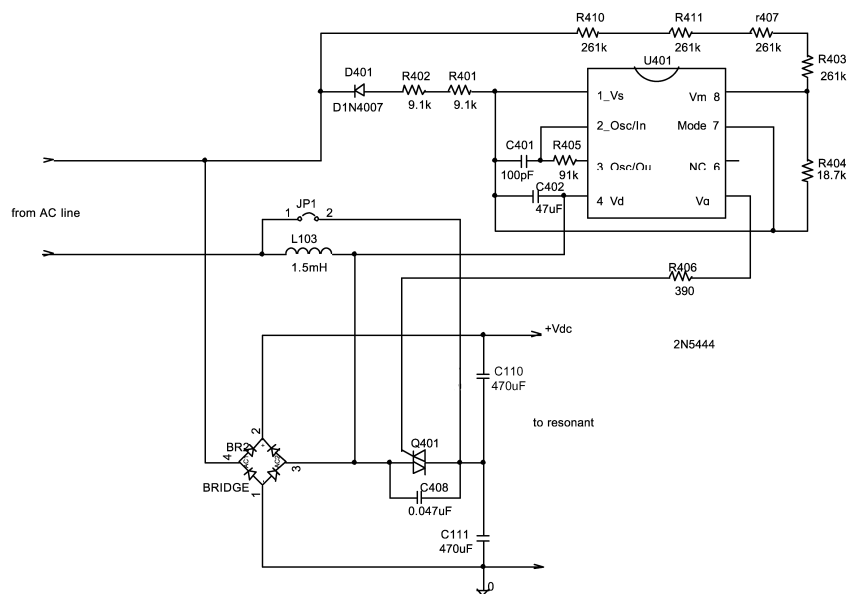 R410
R411
r407
261k
261k
261k
R403
261k
U401
D401
R402
R401
D1N4007
9.1k
9.1k
1_Vs
Vm 8
2_Osc/In
Mode 7
C401
R405
3 Osc/Ou
NC 6
100pF
91k
R404
18.7k
C402
4 Vd
Vg
47uF
from AC line
JP1
1
2
L103
1.5mH
R406
390
+Vdc
2N5444
C110
470uF
to resonant
2
BR2
Q401
4
3
BRIDGE
1
C408
0.047uF
C111
470uF
0